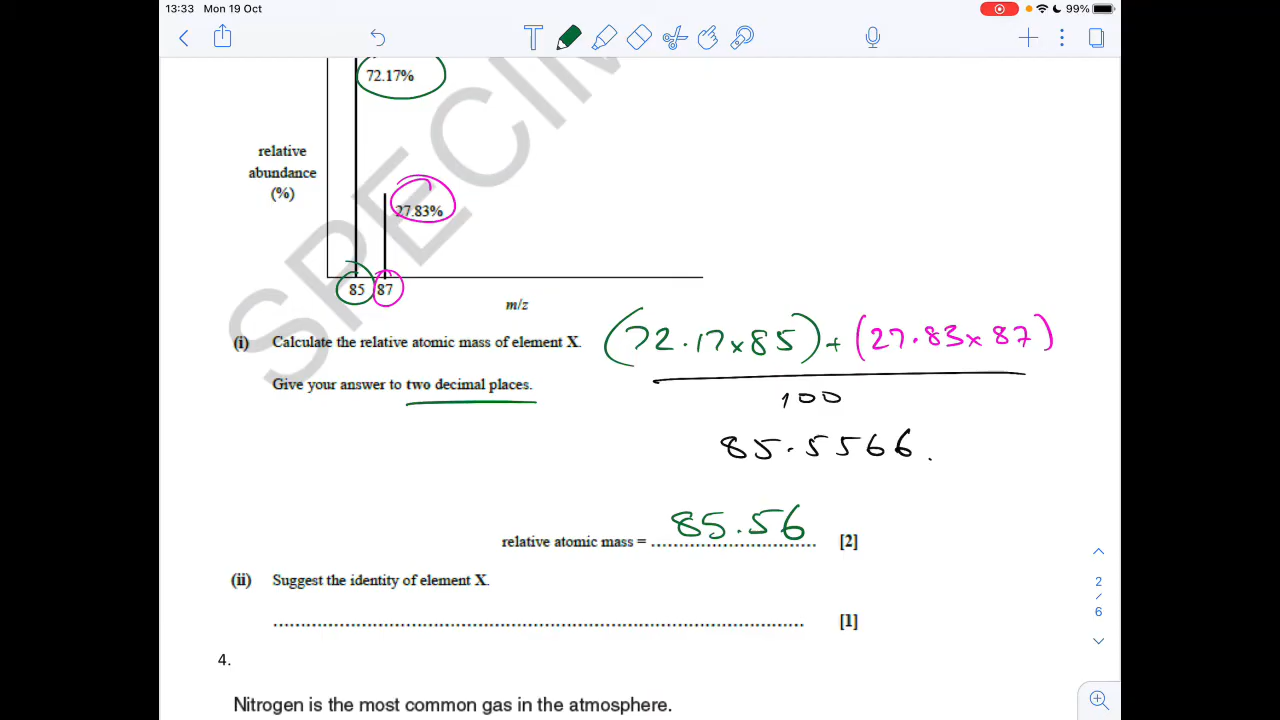 13:33 Mon 19 Oct
99%
72.17%
relative
abundance
(%)
27.83%
85 87
m/z
SPECIM
(i) Calculate the relative atomic mass of element X.
(72.17×85) + (27.83×87)
100
Give your answer to two decimal places.
85.5566.
85.56
relative atomic mass = .............................. [2]
(ii) Suggest the identity of element X.
.......................................................................................... [1]
4.
Nitrogen is the most common gas in the atmosphere.
2
/
6